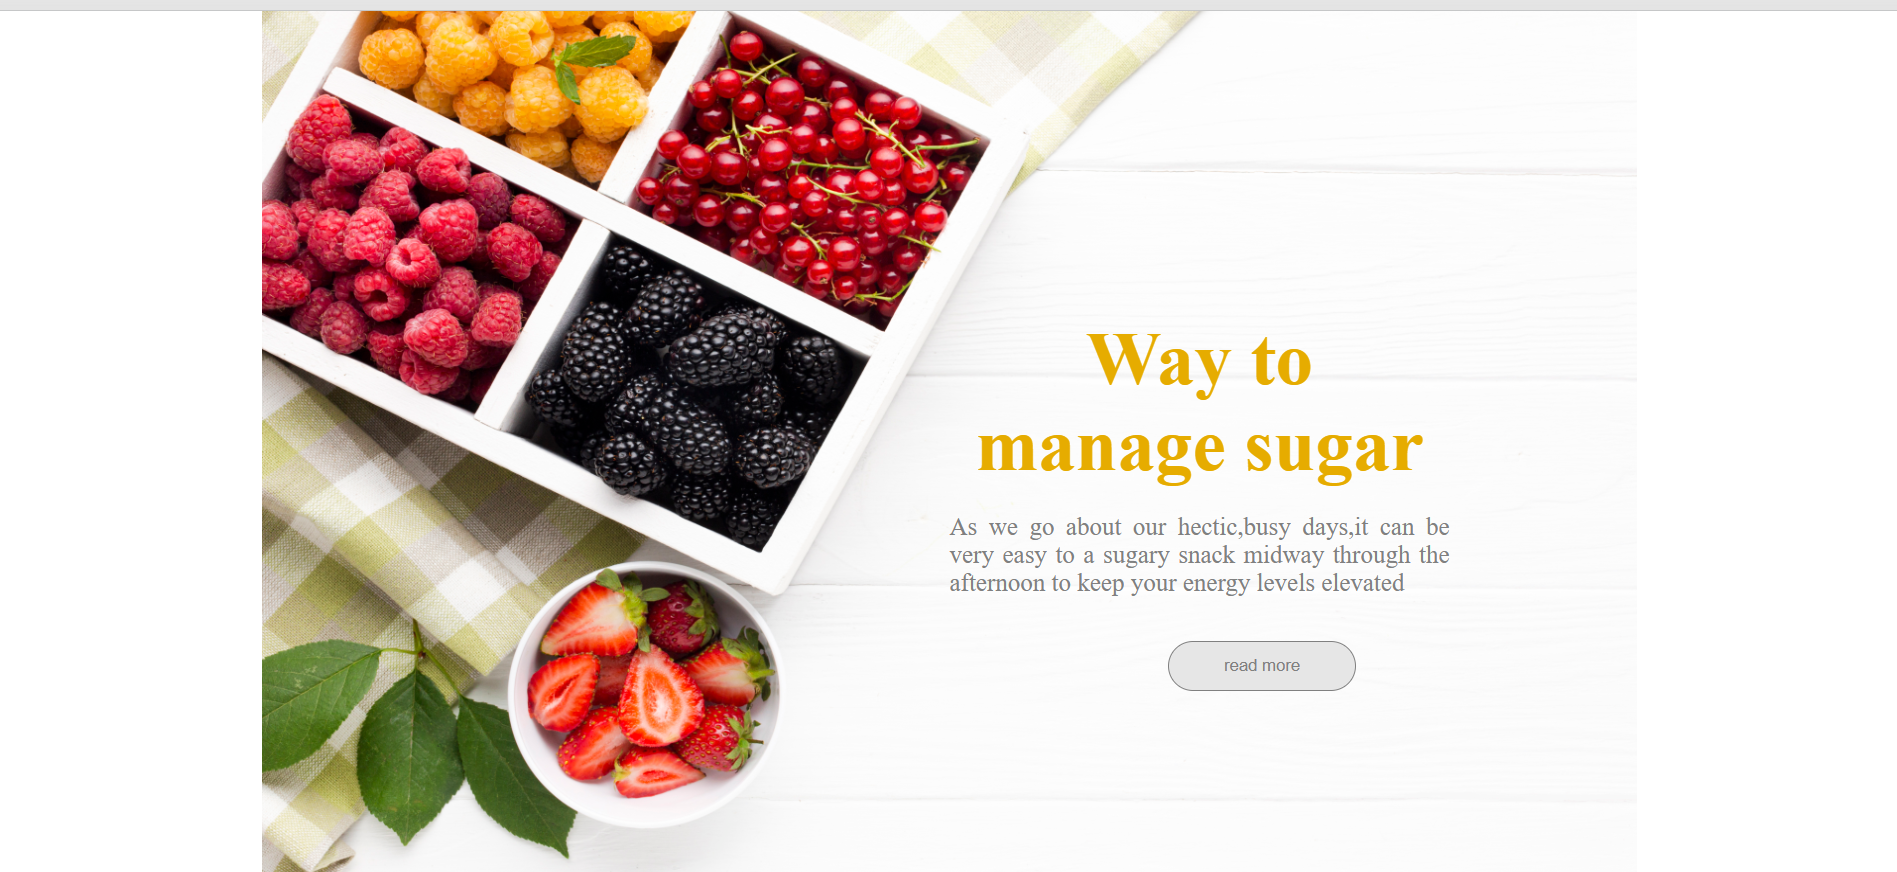 Way to
manage sugar
As we go about our hectic,busy days,it can be
very easy to a sugary snack midway through the
afternoon to keep your energy levels elevated
read more